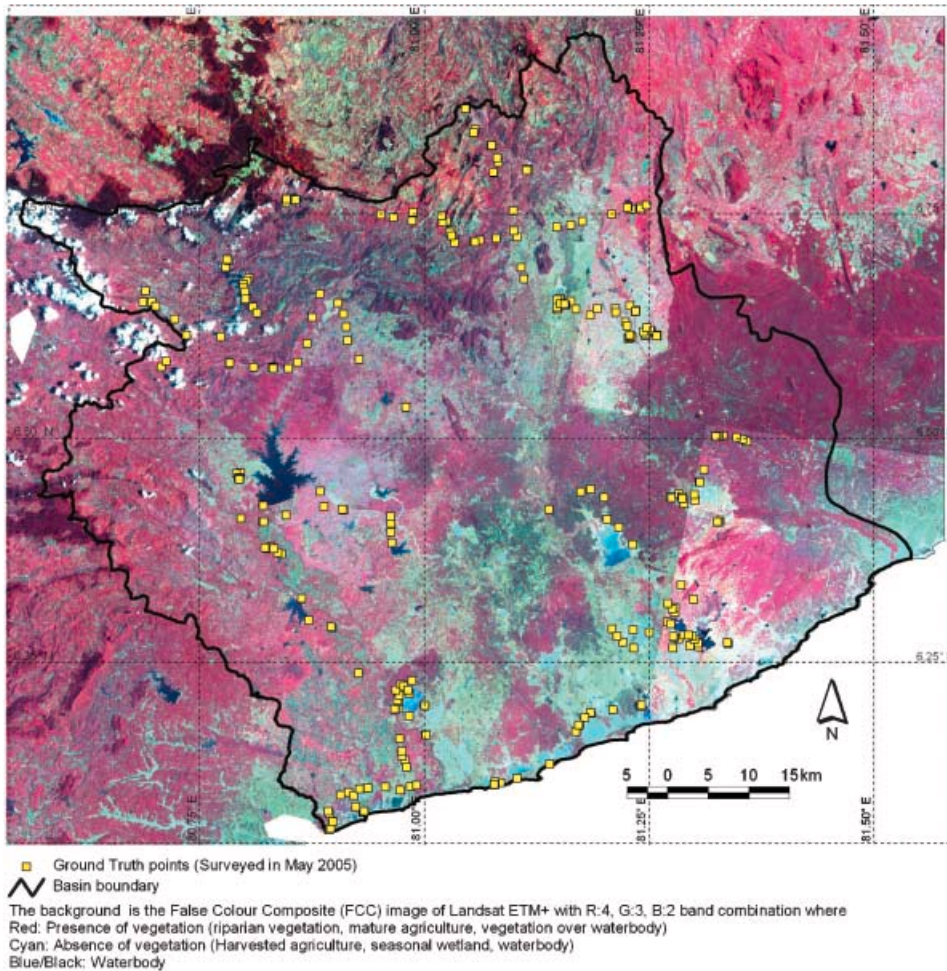 81.00° E
81.25° E
81.50° E
6.50° N
6.50°
6.25°
N
5 0 5 10 15km
80.75° E
81.00° E
81.25° E
81.50° E
Ground Truth points (Surveyed in May 2005)
Basin boundary
The background is the False Colour Composite (FCC) image of Landsat ETM+ with R:4, G:3, B:2 band combination where
Red: Presence of vegetation (riparian vegetation, mature agriculture, vegetation over waterbody)
Cyan: Absence of vegetation (Harvested agriculture, seasonal wetland, waterbody)
Blue/Black: Waterbody